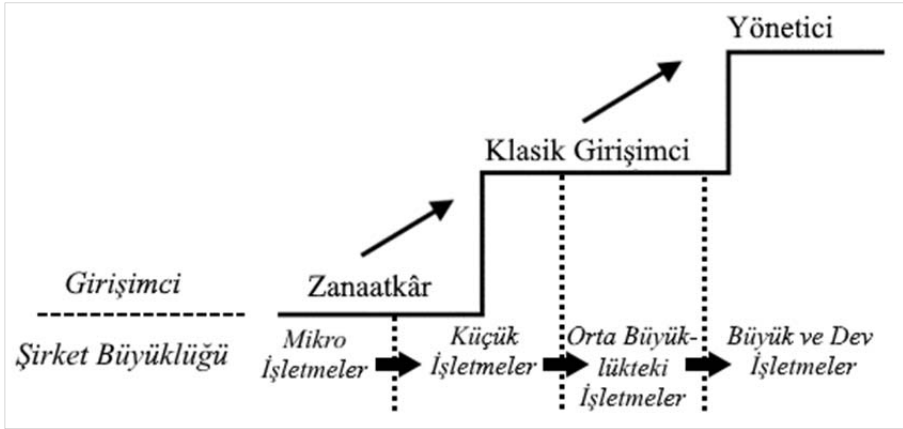 Yönetici
Klasik Girişimci
Zanaatkâr
Girişimci
Şirket Büyüklüğü
Mikro
İşletmeler
Küçük
İşletmeler
Orta Büyük-
lükteki
İşletmeler
Büyük ve Dev
İşletmeler